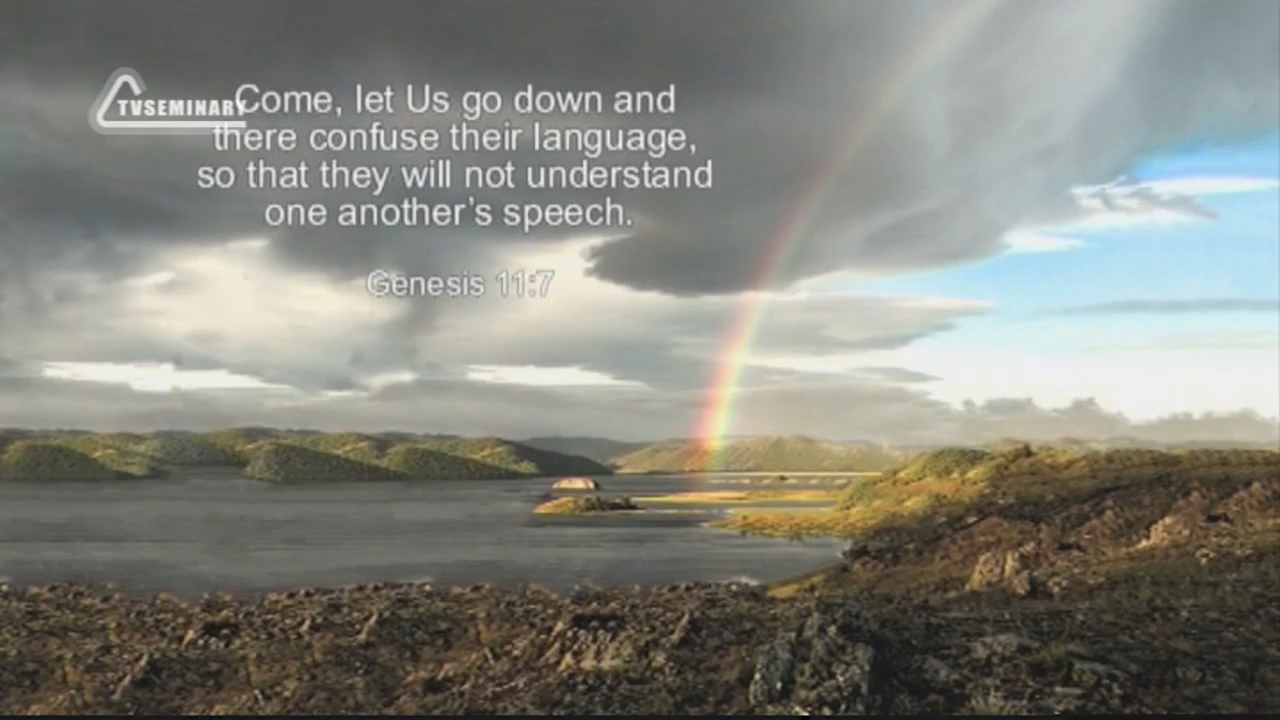 TVSEMINARY
Come, let Us go down and
there confuse their language,
so that they will not understand
one another's speech.
Genesis 11:7